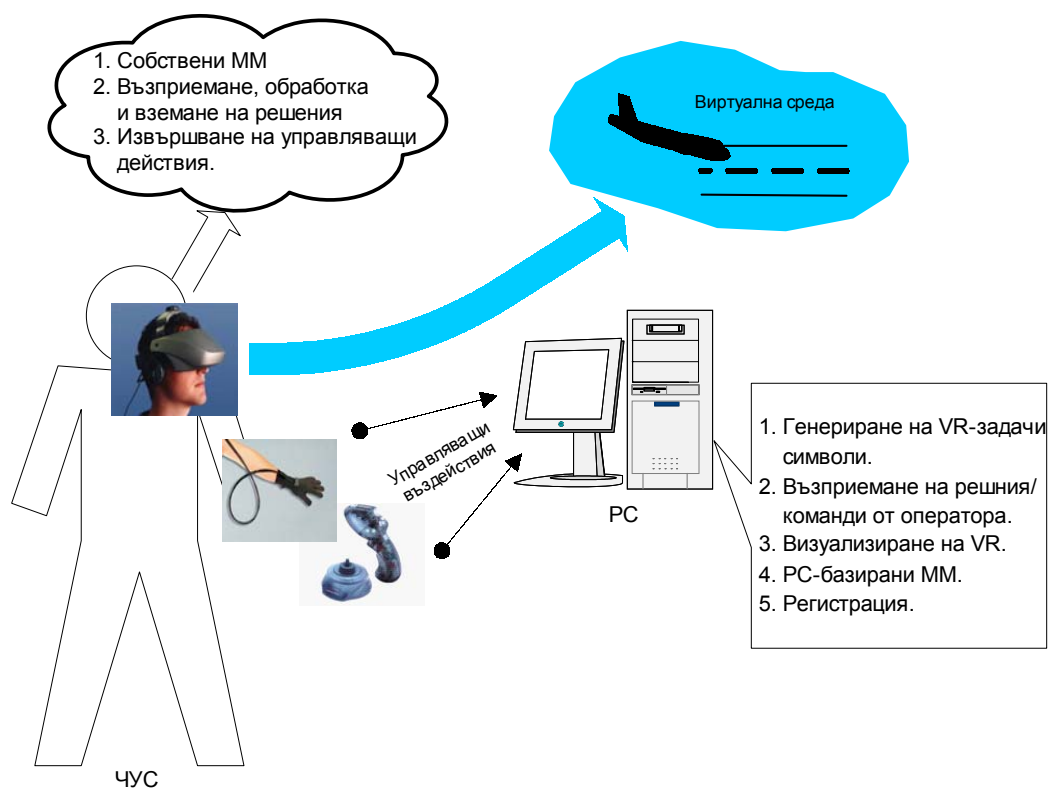 1. Собствени ММ
2. Възприемане, обработка
и вземане на решения
3. Извършване на управляващи
действия.
Виртуална среда
Управляващи
въздействия
PC
1. Генериране на VR-задачи
символи.
2. Възприемане на решния/
команди от оператора.
3. Визуализиране на VR.
4. PC-базирани ММ.
5. Регистрация.
ЧУС